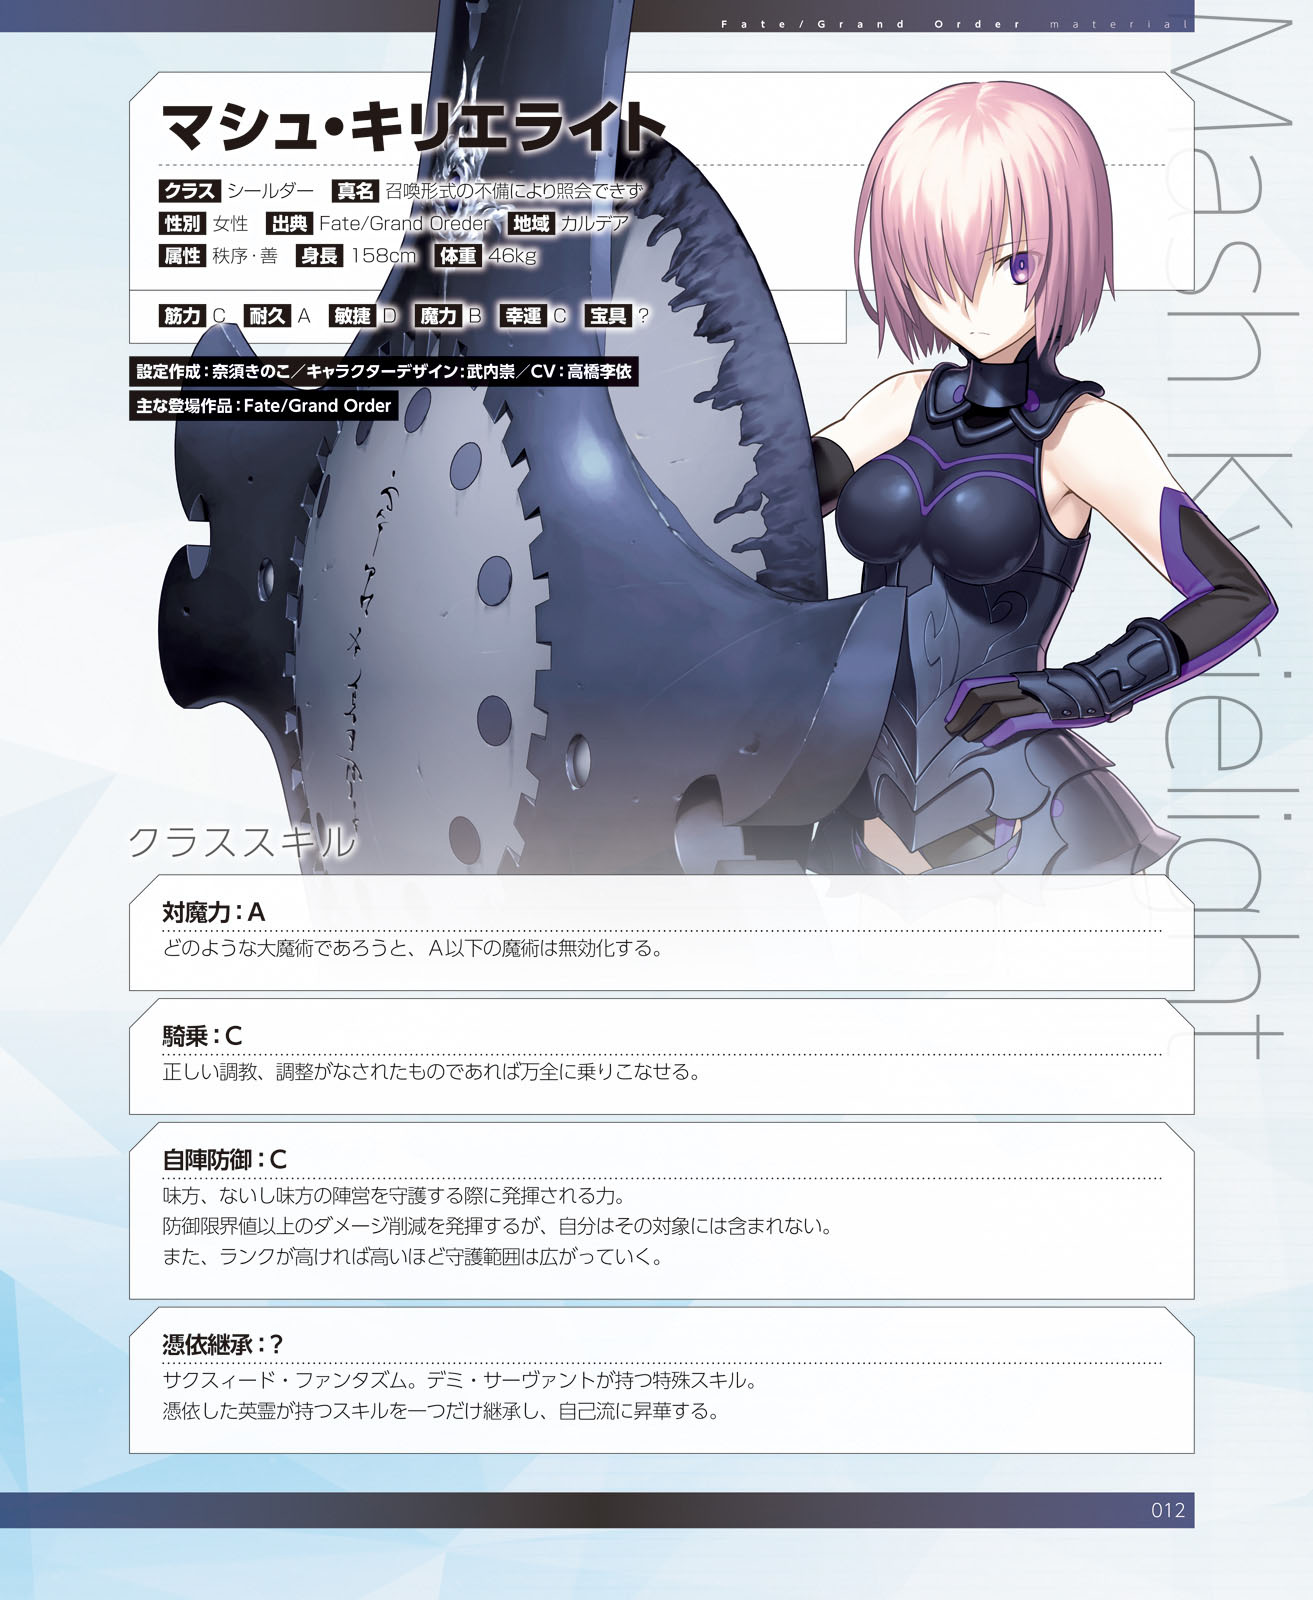 Fate/Grand Order material
マシュ・キリエライト
クラス シールダー 真名 召喚形式の不備により照会できず
性別 女性 出典 Fate/Grand Oreder 地域 カルデア
属性 秩序・善 身長 158cm 体重 46kg
筋力 C 耐久 A 敏捷 D 魔力 B 幸運 C 宝具 ?
設定作成：奈須きのこ／キャラクターデザイン：武内崇／CV：高橋李依
主な登場作品：Fate/Grand Order
Mash Kyrielight
クラススキル
対魔力：A
どのような大魔術であろうと、A以下の魔術は無効化する。
騎乗：C
正しい調教、調整がなされたものであれば万全に乗りこなせる。
自陣防御：C
味方、ないし味方の陣営を守護する際に発揮される力。
防御限界値以上のダメージ削減を発揮するが、自分はその対象には含まれない。
また、ランクが高ければ高いほど守護範囲は広がっていく。
憑依継承：?
サクスィード・ファンタズム。デミ・サーヴァントが持つ特殊スキル。
憑依した英霊が持つスキルを一つだけ継承し、自己流に昇華する。
012